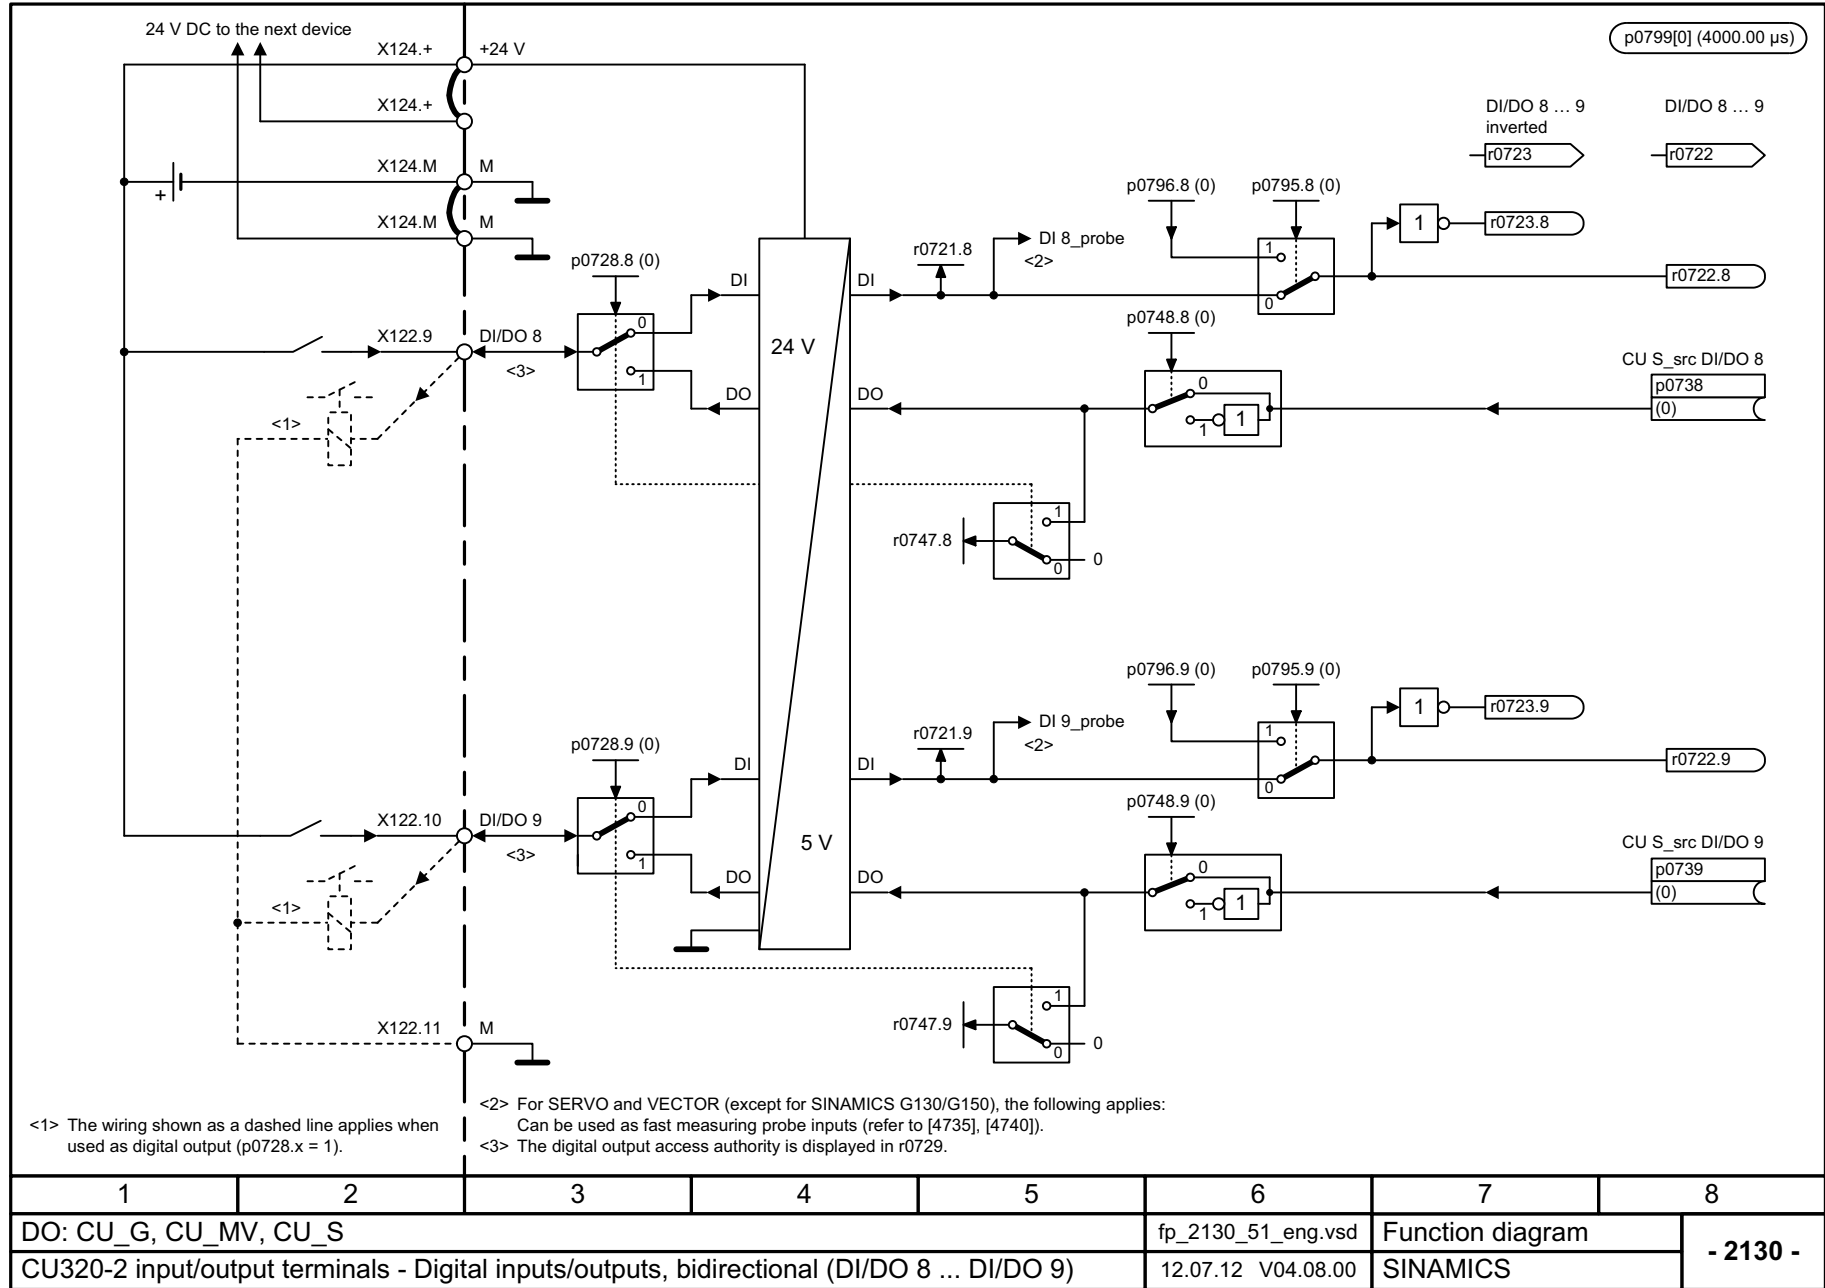 24 V DC to the next device
X124.+
+24 V
p0799[0] (4000.00 µs)
X124.+
DI/DO 8 … 9
inverted
r0723
DI/DO 8 … 9
r0722
X124.M
M
+
X124.M
M
p0796.8 (0)
p0795.8 (0)
1
r0723.8
p0728.8 (0)
DI
DI
r0721.8
DI 8_probe
<2>
1
0
r0722.8
X122.9
DI/DO 8
<3>
0
1
24 V
p0748.8 (0)
CU S_src DI/DO 8
p0738
(0)
DO
DO
0
1
1
<1>
r0747.8
1
0
0
p0796.9 (0)
p0795.9 (0)
1
r0723.9
p0728.9 (0)
DI
DI
r0721.9
DI 9_probe
<2>
1
0
r0722.9
X122.10
DI/DO 9
<3>
0
1
5 V
p0748.9 (0)
CU S_src DI/DO 9
p0739
(0)
DO
DO
0
1
1
<1>
r0747.9
1
0
0
X122.11
M
<1> The wiring shown as a dashed line applies when
used as digital output (p0728.x = 1).
<2> For SERVO and VECTOR (except for SINAMICS G130/G150), the following applies:
Can be used as fast measuring probe inputs (refer to [4735], [4740]).
<3> The digital output access authority is displayed in r0729.
1 2 3 4 5 6 7 8
DO: CU_G, CU_MV, CU_S
fp_2130_51_eng.vsd
Function diagram
- 2130 -
CU320-2 input/output terminals - Digital inputs/outputs, bidirectional (DI/DO 8 ... DI/DO 9)
12.07.12 V04.08.00
SINAMICS